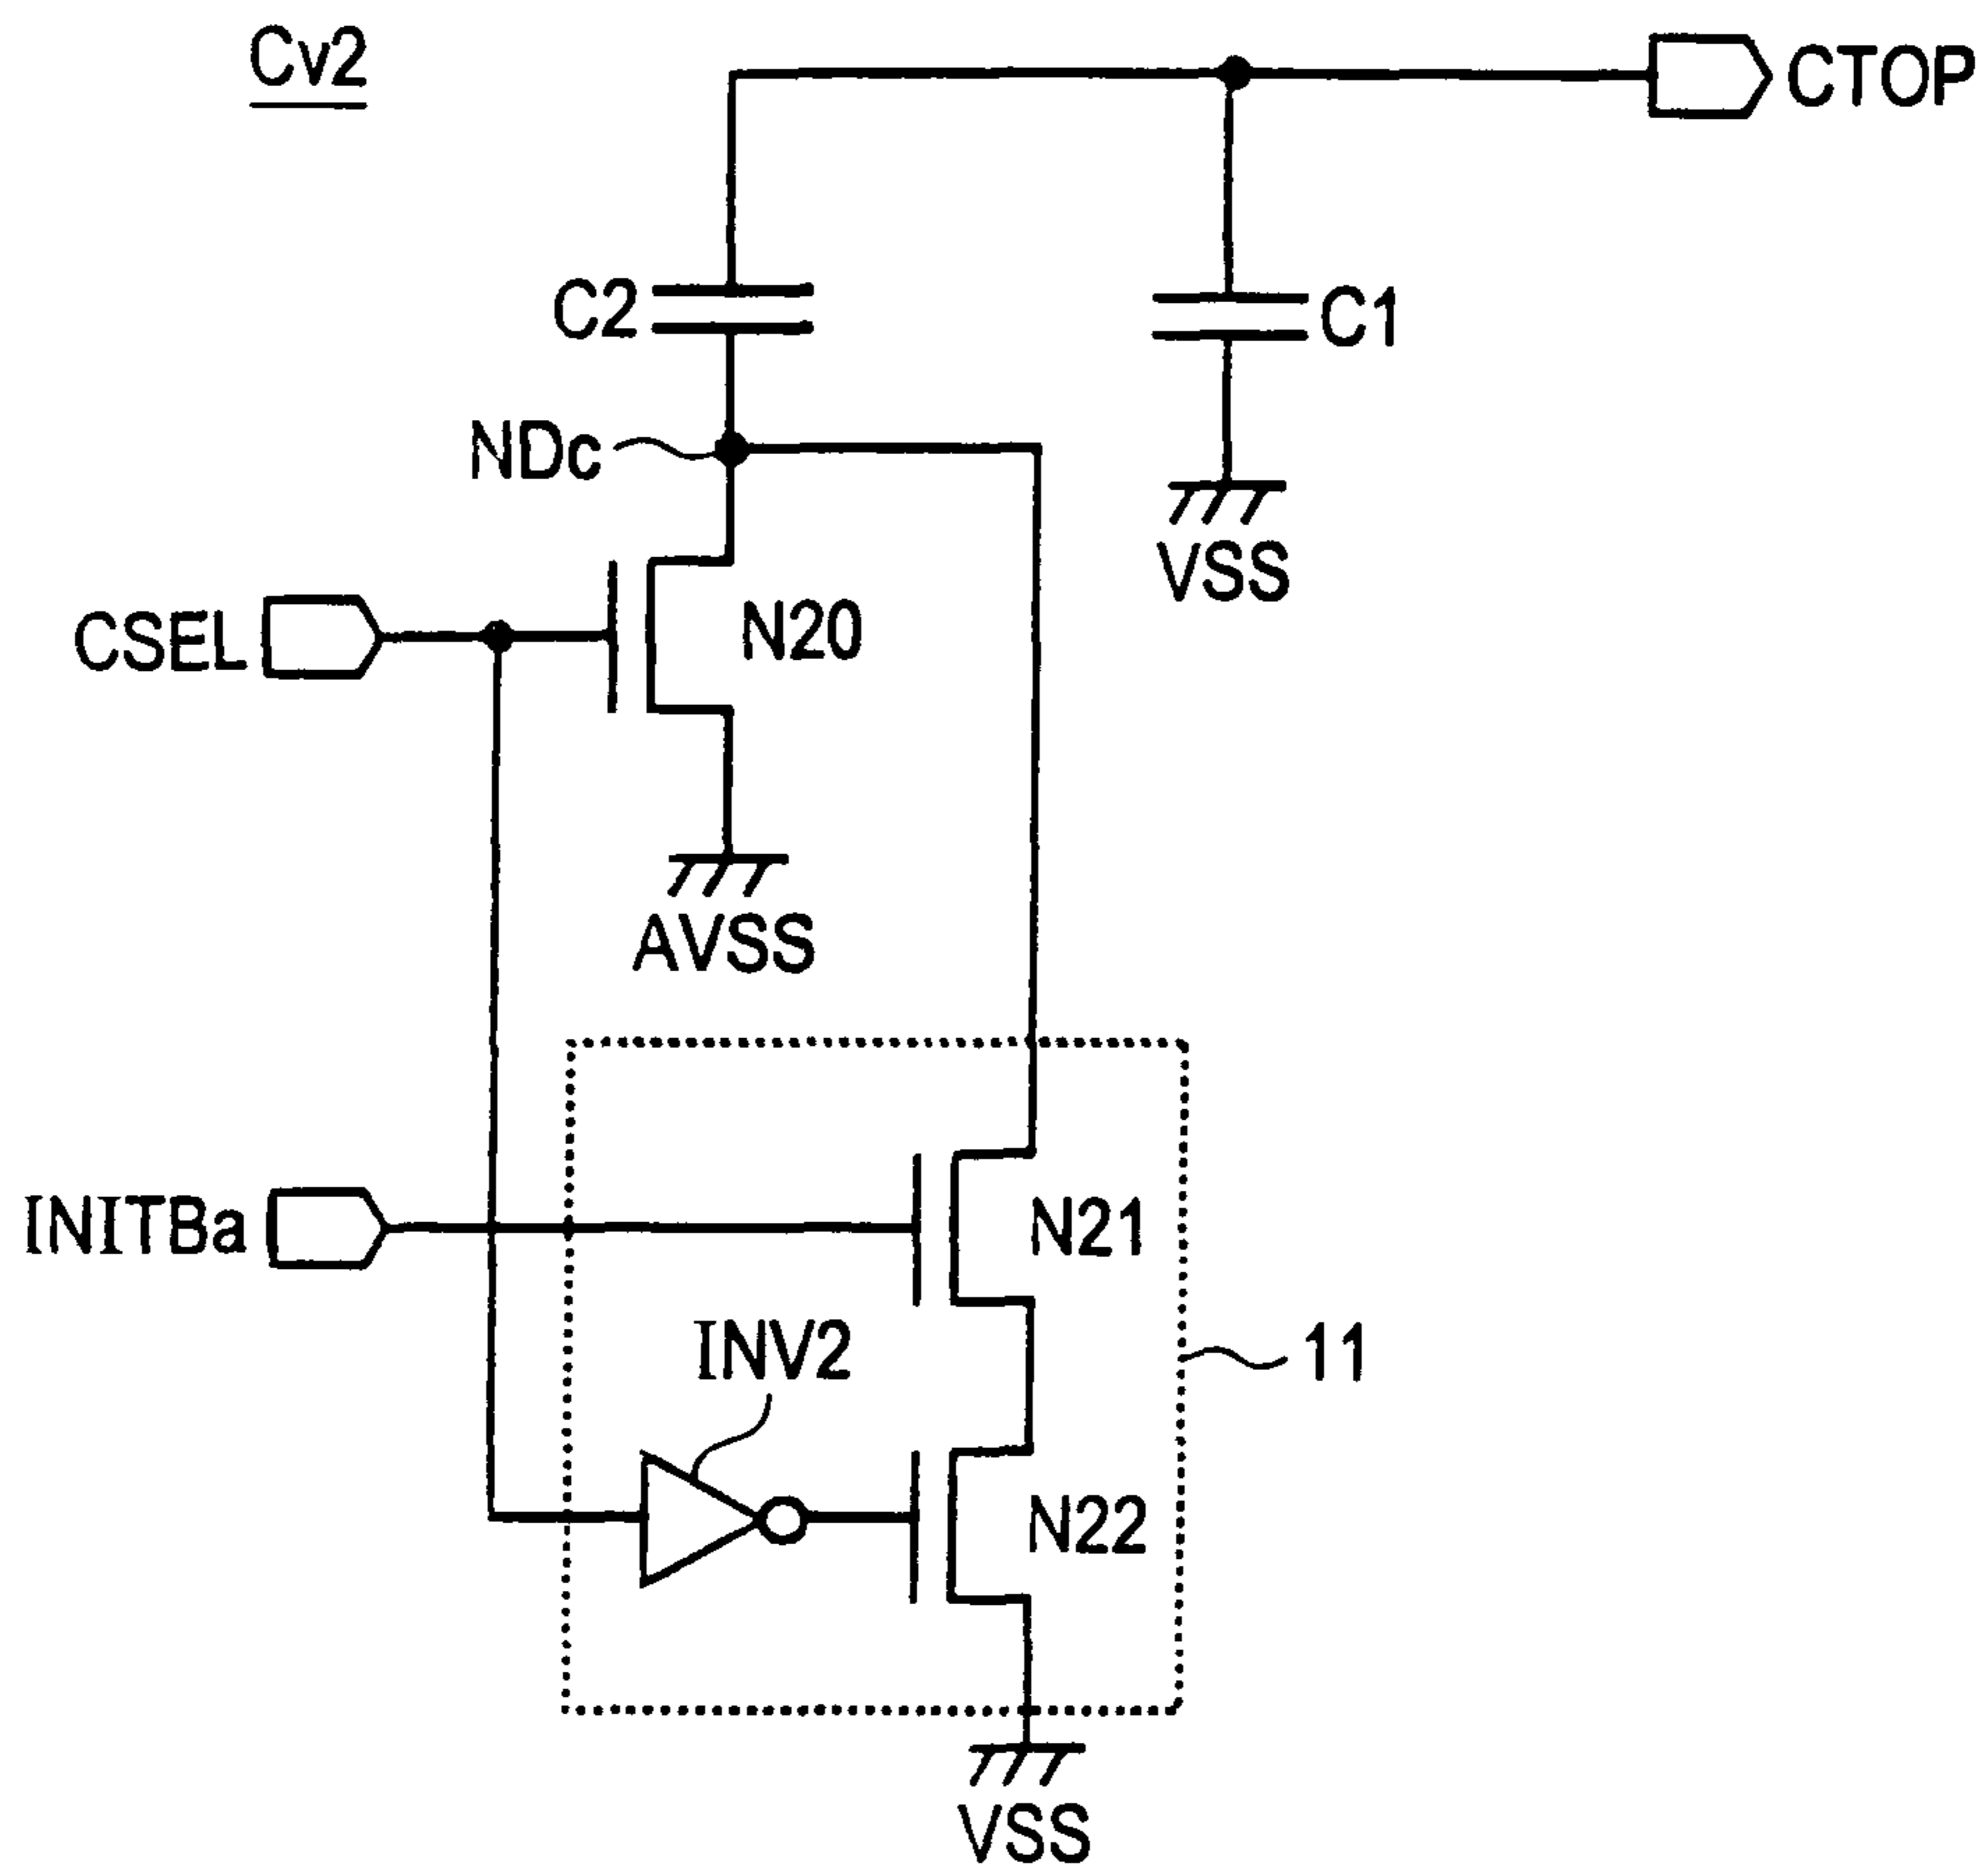 Cv2
CTOP
C2
C1
NDc
VSS
CSEL
N20
AVSS
INITBa
N21
INV2
11
N22
VSS